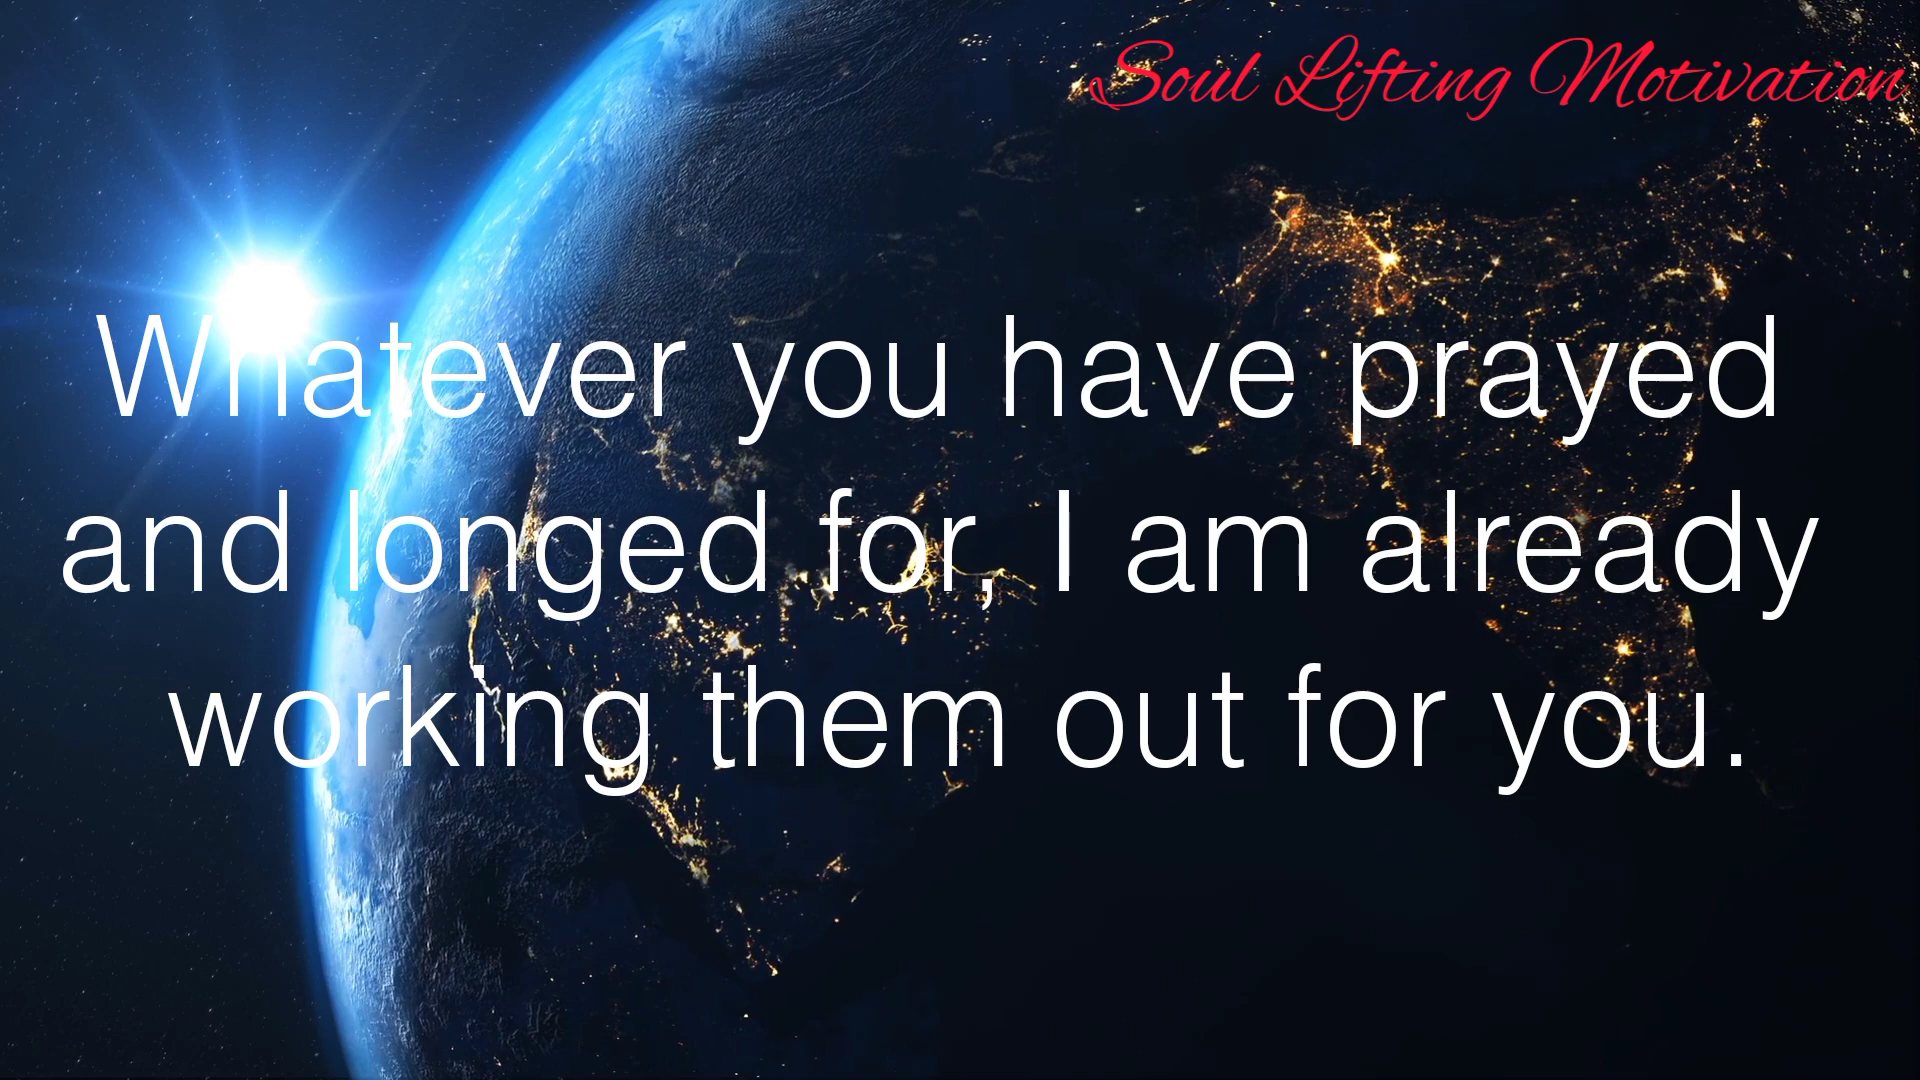 Soul Lifting Motivation
Whatever you have prayed
and longed for, I am already
working them out for you.